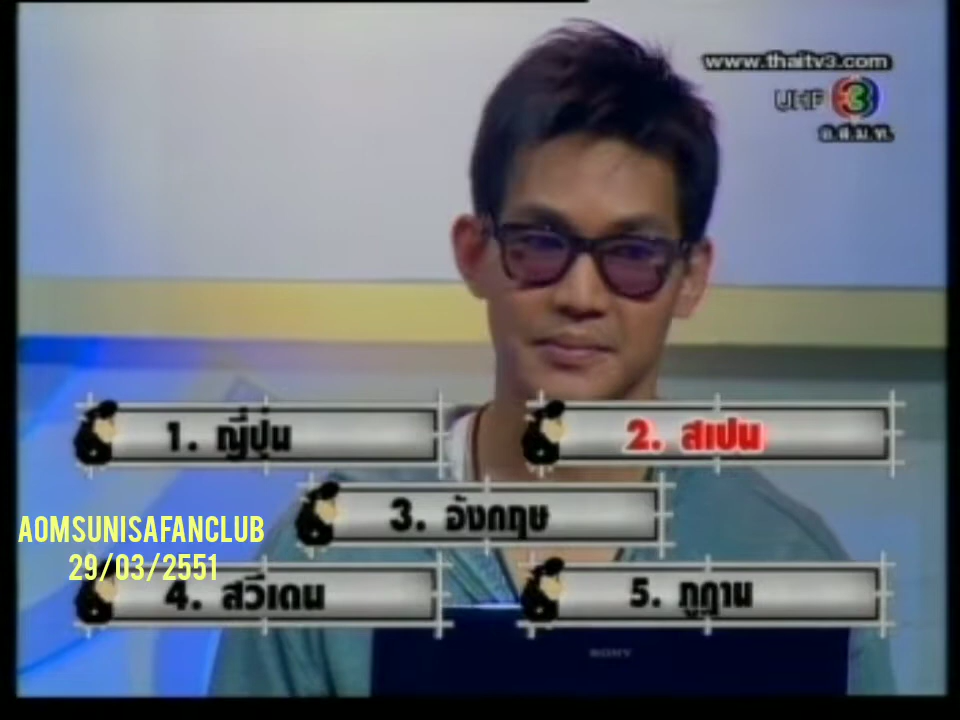 www.thaitv3.com
UHF 3
อ.ส.ม.ท.
1. ญี่ปุ่น
2. สเปน
3. อังกฤษ
AOMSUNISAFANCLUB
29/03/2551
4. สวีเดน
5. ภูฏาน
SONY